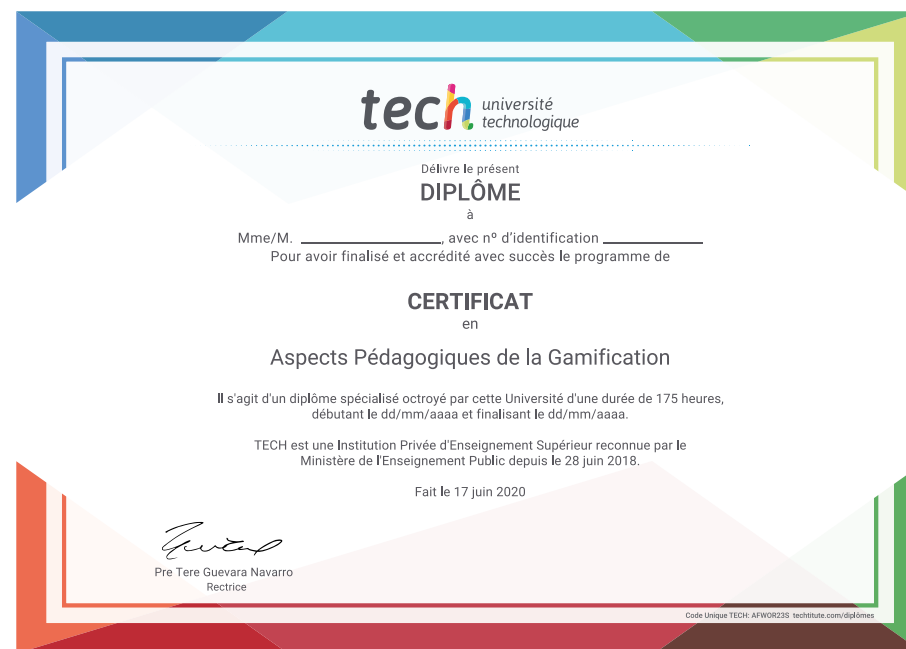 tech université
technologique
Délivre le présent
DIPLÔME
à
Mme/M. ____________________, avec nº d'identification ______________
Pour avoir finalisé et accrédité avec succès le programme de
CERTIFICAT
en
Aspects Pédagogiques de la Gamification
Il s'agit d'un diplôme spécialisé octroyé par cette Université d'une durée de 175 heures,
débutant le dd/mm/aaaa et finalisant le dd/mm/aaaa.
TECH est une Institution Privée d'Enseignement Supérieur reconnue par le
Ministère de l'Enseignement Public depuis le 28 juin 2018.
Fait le 17 juin 2020
Pre Tere Guevara Navarro
Rectrice
Code Unique TECH: AFWOR23S techtitute.com/diplômes